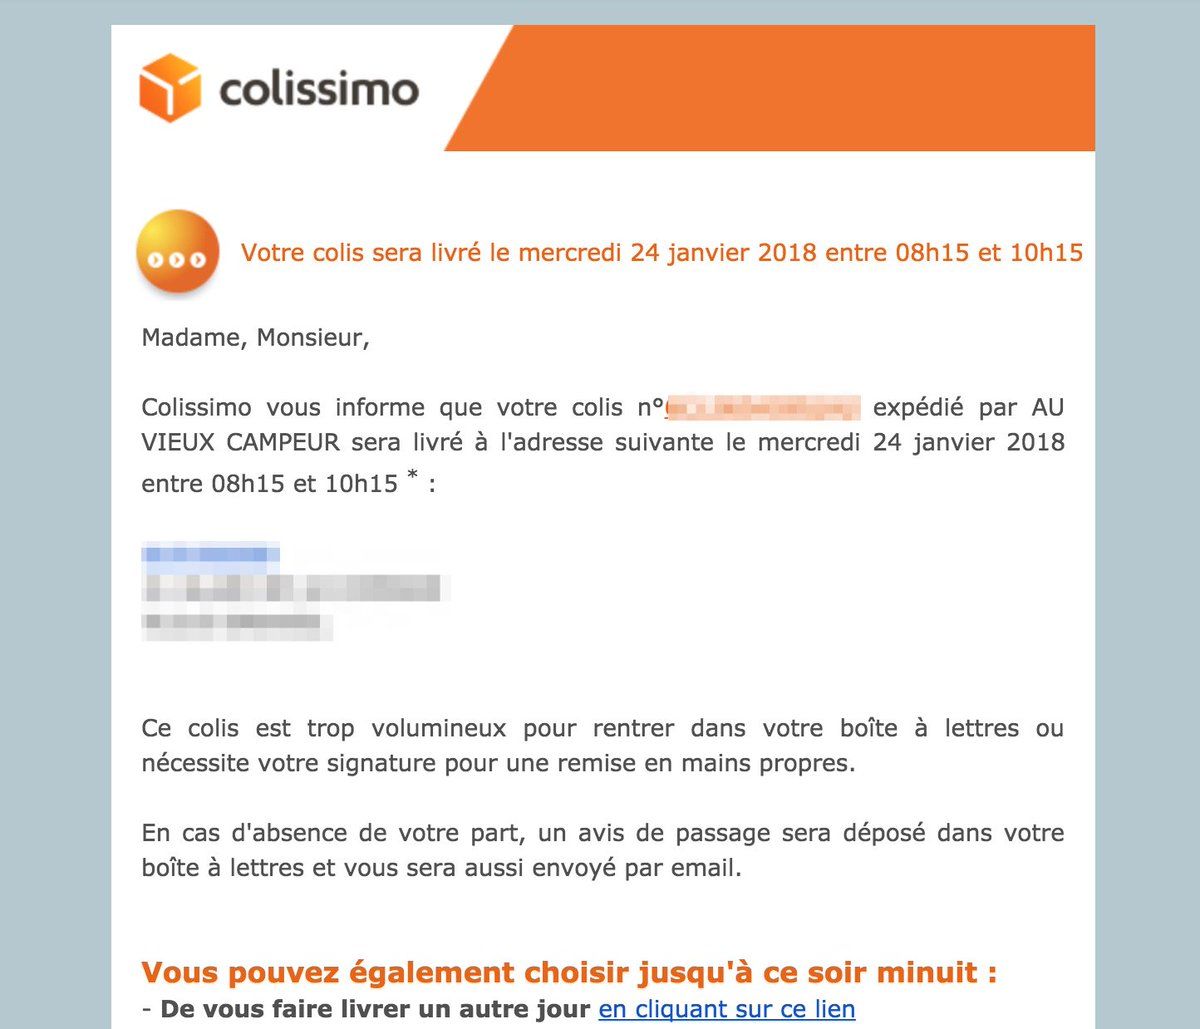 colissimo
Votre colis sera livré le mercredi 24 janvier 2018 entre 08h15 et 10h15
Madame, Monsieur,
Colissimo vous informe que votre colis n° expédié par AU
VIEUX CAMPEUR sera livré à l'adresse suivante le mercredi 24 janvier 2018
entre 08h15 et 10h15 * :
Ce colis est trop volumineux pour rentrer dans votre boîte à lettres ou
nécessite votre signature pour une remise en mains propres.
En cas d'absence de votre part, un avis de passage sera déposé dans votre
boîte à lettres et vous sera aussi envoyé par email.
Vous pouvez également choisir jusqu'à ce soir minuit :
- De vous faire livrer un autre jour en cliquant sur ce lien